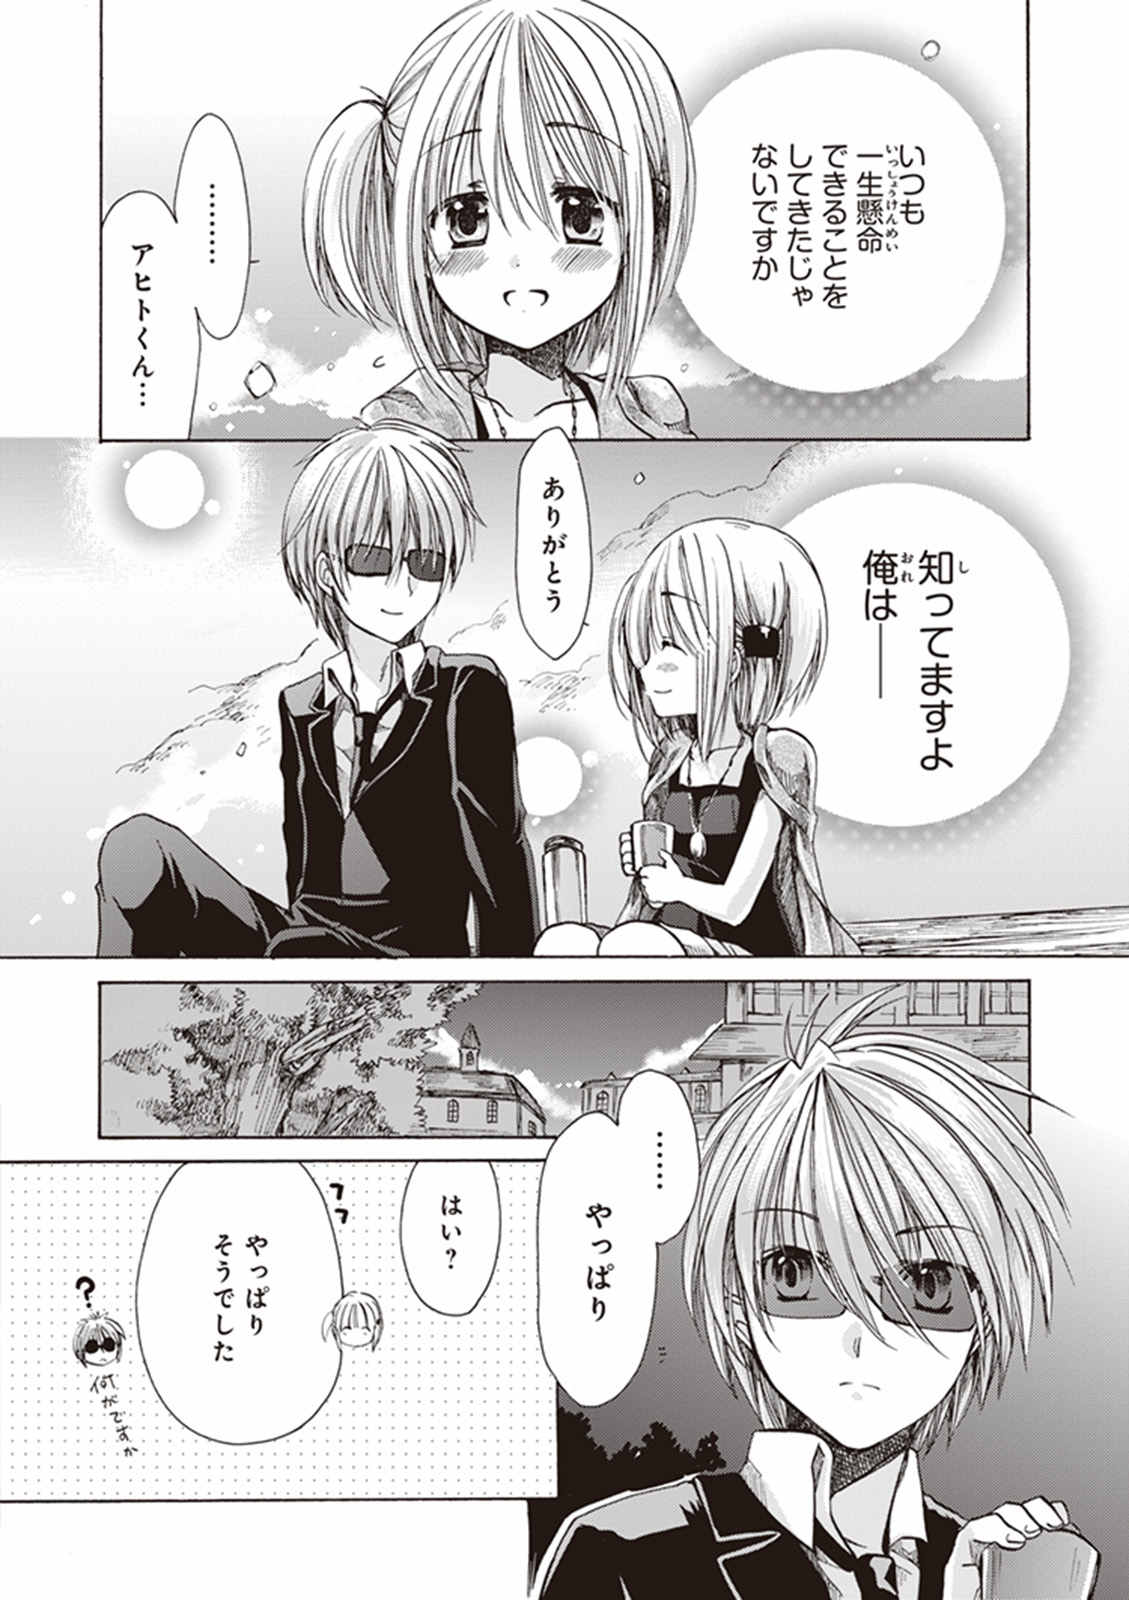 いつも
一生懸命
できることを
してきたじゃ
ないですか
………
アヒトくん…
知ってますよ
俺は――
ありがとう
……
やっぱり
はい？
やっぱり
そうでした
？
何がですか